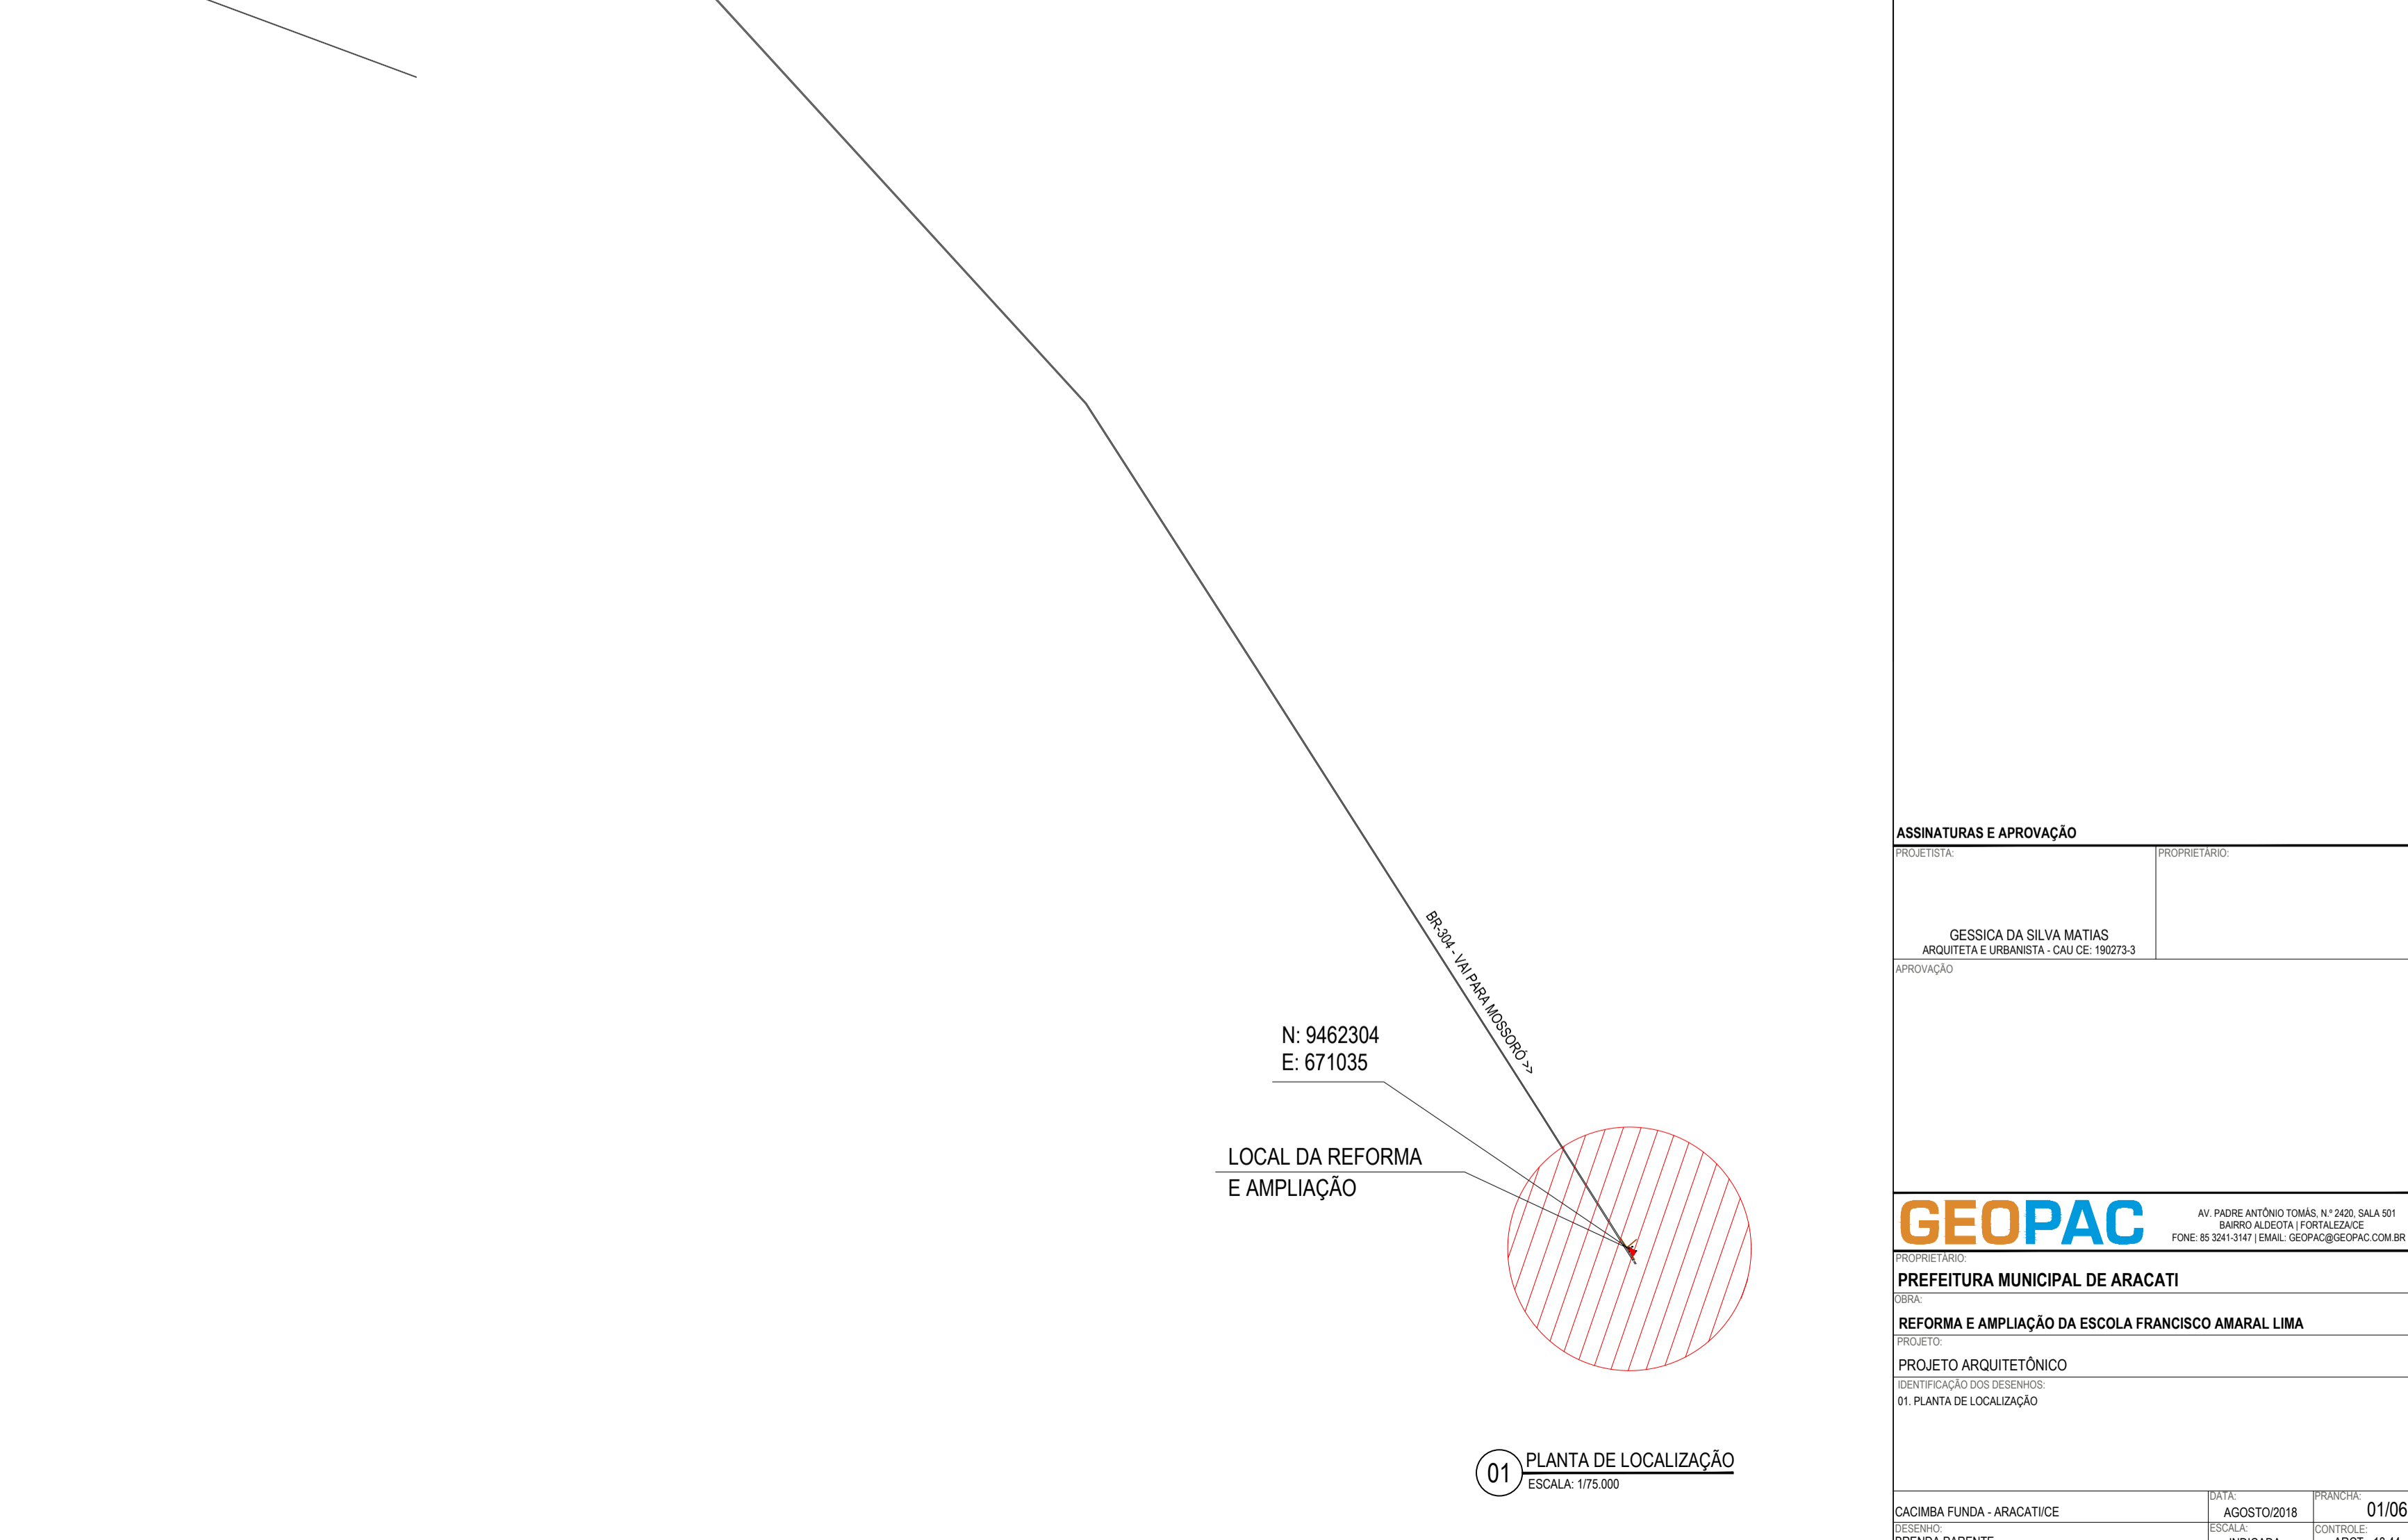 BR-304 - VAI PARA MOSSORÓ >>
N: 9462304
E: 671035
LOCAL DA REFORMA
E AMPLIAÇÃO
01
PLANTA DE LOCALIZAÇÃO
ESCALA: 1/75.000
ASSINATURAS E APROVAÇÃO
PROJETISTA:
PROPRIETÁRIO:
GESSICA DA SILVA MATIAS
ARQUITETA E URBANISTA - CAU CE: 190273-3
APROVAÇÃO
GEOPAC
AV. PADRE ANTÔNIO TOMÁS, N.º 2420, SALA 501
BAIRRO ALDEOTA | FORTALEZA/CE
FONE: 85 3241-3147 | EMAIL: GEOPAC@GEOPAC.COM.BR
PROPRIETÁRIO:
PREFEITURA MUNICIPAL DE ARACATI
OBRA:
REFORMA E AMPLIAÇÃO DA ESCOLA FRANCISCO AMARAL LIMA
PROJETO:
PROJETO ARQUITETÔNICO
IDENTIFICAÇÃO DOS DESENHOS:
01. PLANTA DE LOCALIZAÇÃO
CACIMBA FUNDA - ARACATI/CE
DATA:
AGOSTO/2018
PRANCHA:
01/06
DESENHO:
BRENDA PARENTE
ESCALA:
INDICADA
CONTROLE: